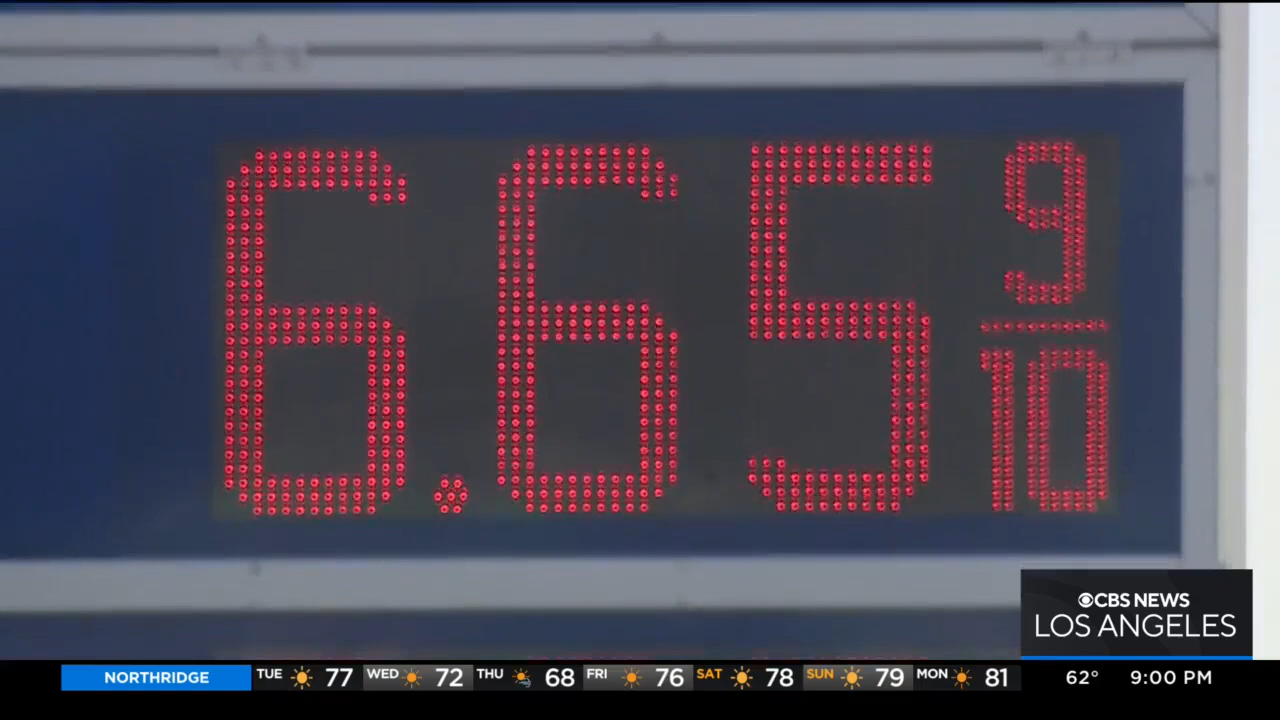 6.65 9/10
CBS NEWS
LOS ANGELES
NORTHRIDGE TUE 77 WED 72 THU 68 FRI 76 SAT 78 SUN 79 MON 81 62° 9:00 PM